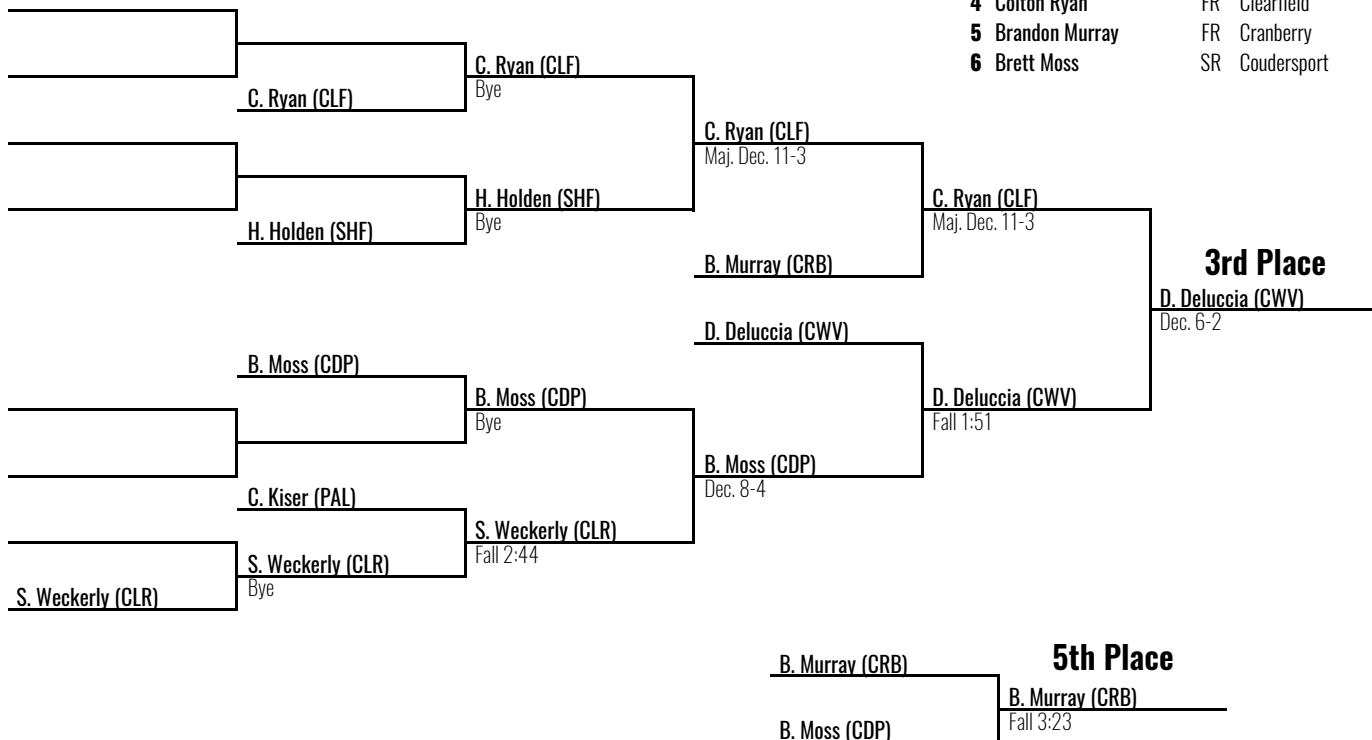 4 Colton Ryan FR Clearfield
5 Brandon Murray FR Cranberry
6 Brett Moss SR Coudersport
C. Ryan (CLF)
Bye
C. Ryan (CLF)
C. Ryan (CLF)
Maj. Dec. 11-3
H. Holden (SHF)
Bye
H. Holden (SHF)
C. Ryan (CLF)
Maj. Dec. 11-3
B. Murray (CRB)
3rd Place
D. Deluccia (CWV)
Dec. 6-2
D. Deluccia (CWV)
B. Moss (CDP)
B. Moss (CDP)
Bye
D. Deluccia (CWV)
Fall 1:51
B. Moss (CDP)
Dec. 8-4
C. Kiser (PAL)
S. Weckerly (CLR)
Fall 2:44
S. Weckerly (CLR)
Bye
S. Weckerly (CLR)
5th Place
B. Murray (CRB)
B. Murray (CRB)
Fall 3:23
B. Moss (CDP)